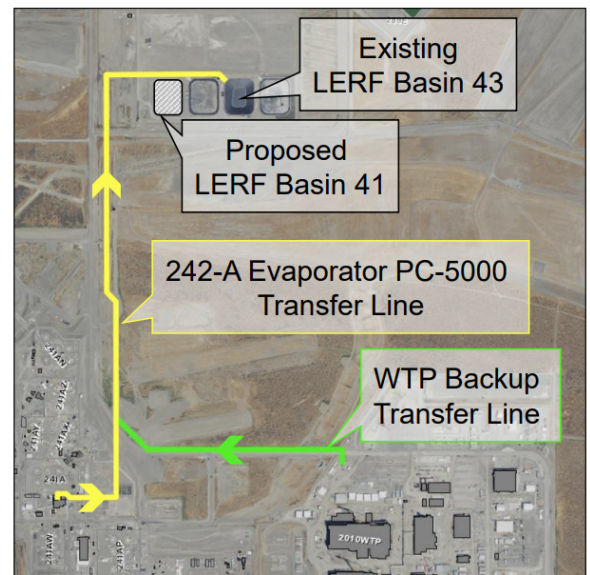 Existing
LERF Basin 43
Proposed
LERF Basin 41
242-A Evaporator PC-5000
Transfer Line
WTP Backup
Transfer Line
241AN
241AZ
241AY
241AX
241A
241AW
241AP
2010WTP